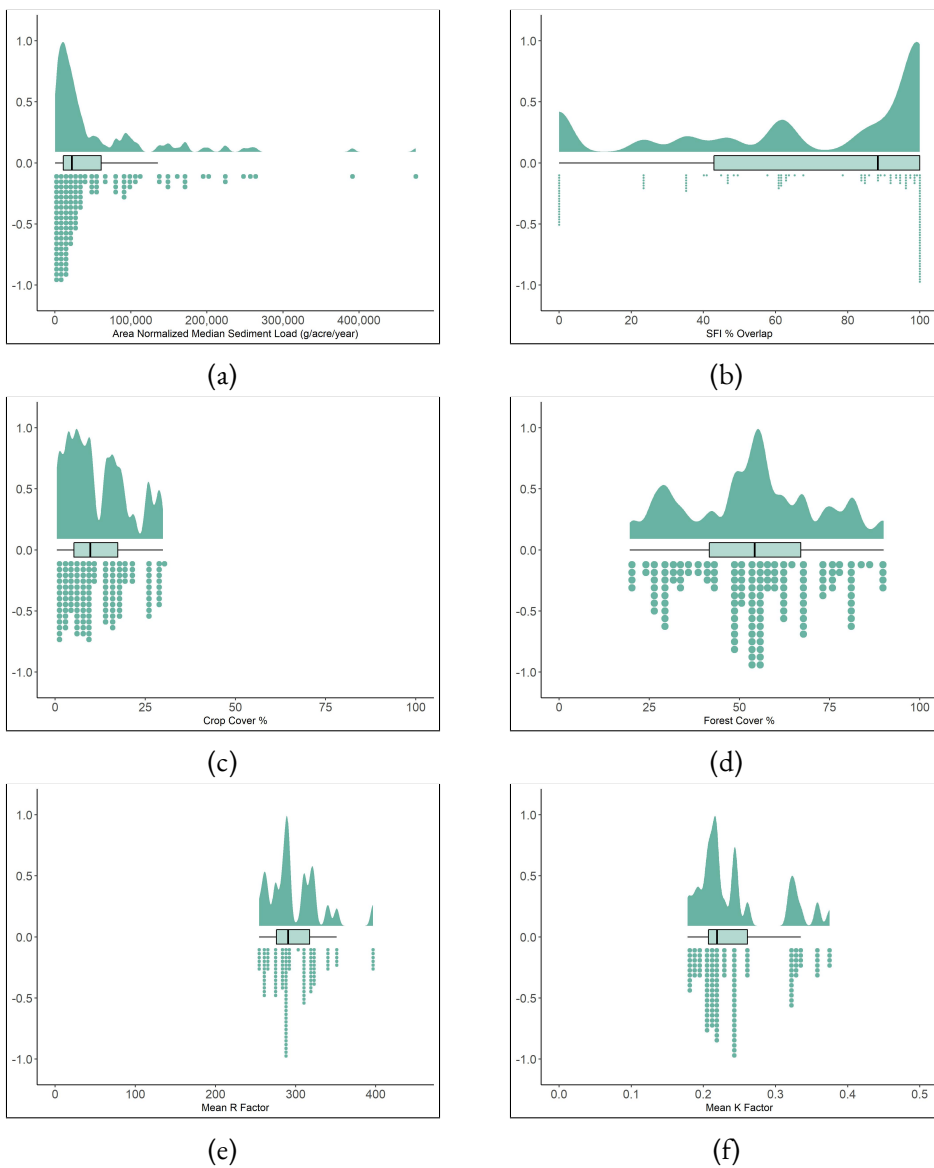 1.0
0.5
0.0
-0.5
-1.0
0 100,000 200,000 300,000 400,000
Area Normalized Median Sediment Load (g/acre/year)
(a)
1.0
0.5
0.0
-0.5
-1.0
0 20 40 60 80 100
SFI % Overlap
(b)
1.0
0.5
0.0
-0.5
-1.0
0 25 50 75 100
Crop Cover %
(c)
1.0
0.5
0.0
-0.5
-1.0
0 25 50 75 100
Forest Cover %
(d)
1.0
0.5
0.0
-0.5
-1.0
0 100 200 300 400
Mean R Factor
(e)
1.0
0.5
0.0
-0.5
-1.0
0.0 0.1 0.2 0.3 0.4 0.5
Mean K Factor
(f)